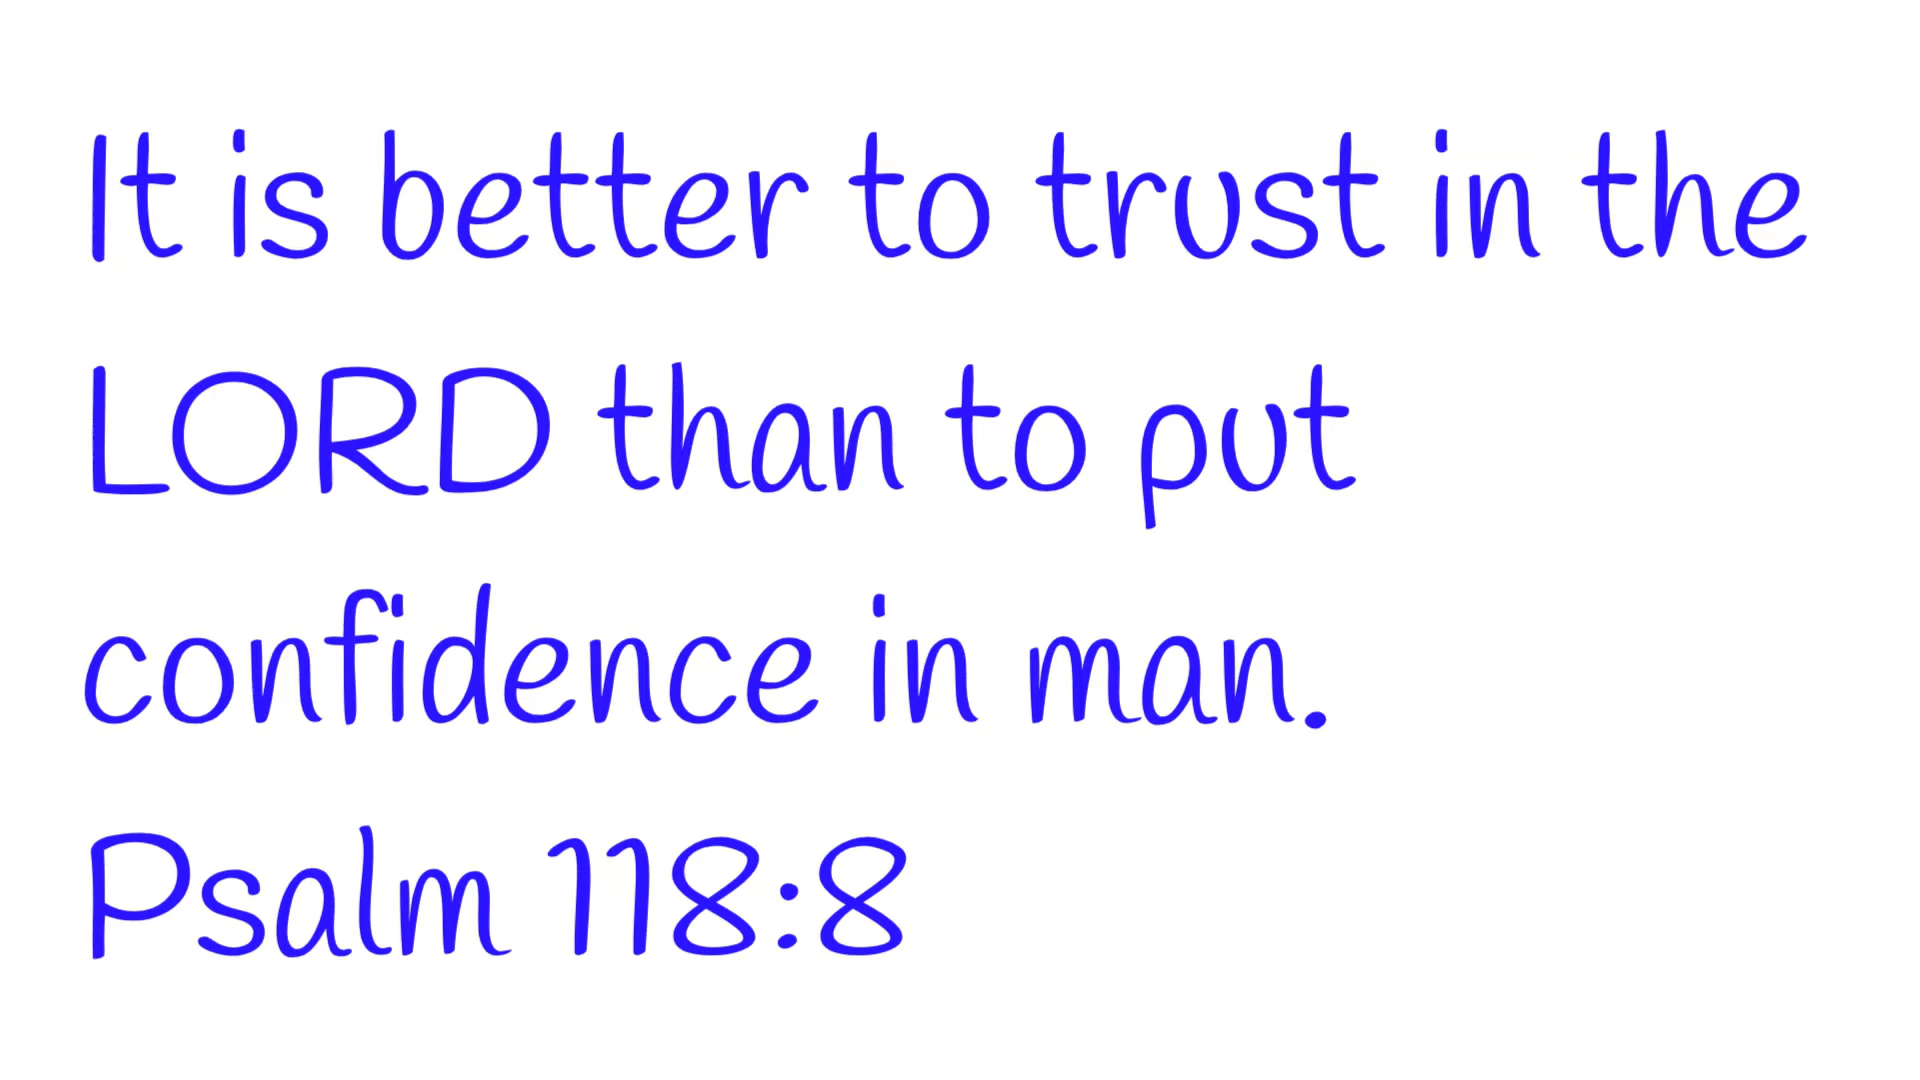 It is better to trust in the
LORD than to put
confidence in man.
Psalm 118:8